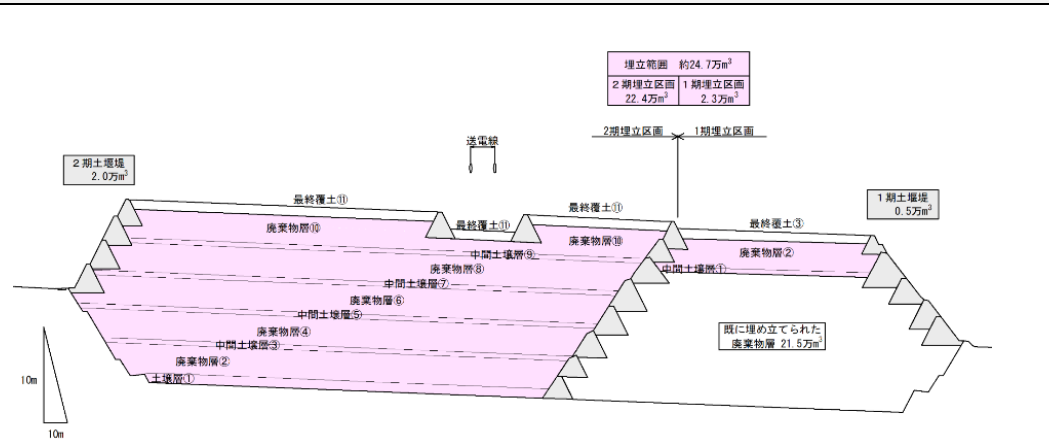 埋立範囲 約24.7万m³
2期埋立区画 1期埋立区画
22.4万m³ 2.3万m³
2期埋立区画 1期埋立区画
送電線
2期土堰堤
2.0万m³
1期土堰堤
0.5万m³
最終覆土⑪
最終覆土⑪
最終覆土⑪
最終覆土③
廃棄物層⑩
廃棄物層⑩
廃棄物層②
中間土壌層⑨
廃棄物層⑧
中間土壌層①
中間土壌層⑦
廃棄物層⑥
中間土壌層⑤
廃棄物層④
既に埋め立てられた
廃棄物層 21.5万m³
中間土壌層③
廃棄物層②
土壌層①
10m
10m